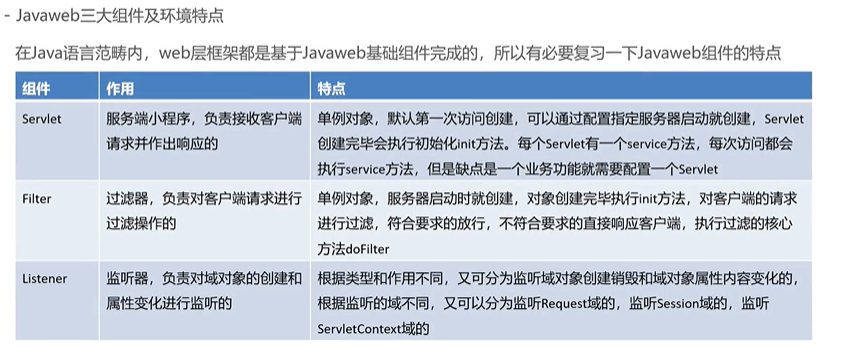 - Javaweb三大组件及环境特点
在Java语言范畴内，web层框架都是基于Javaweb基础组件完成的，所以有必要复习一下Javaweb组件的特点
组件 作用 特点
Servlet
服务端小程序，负责接收客户端
请求并作出响应的
单例对象，默认第一次访问创建，可以通过配置指定服务器启动就创建，Servlet
创建完毕会执行初始化init方法。每个Servlet有一个service方法，每次访问都会
执行service方法，但是缺点是一个业务功能就需要配置一个Servlet
Filter
过滤器，负责对客户端请求进行
过滤操作的
单例对象，服务器启动时就创建，对象创建完毕执行init方法，对客户端的请求
进行过滤，符合要求的放行，不符合要求的直接响应客户端，执行过滤的核心
方法doFilter
Listener
监听器，负责对域对象的创建和
属性变化进行监听的
根据类型和作用不同，又可分为监听域对象创建销毁和域对象属性内容变化的，
根据监听的域不同，又可以分为监听Request域的，监听Session域的，监听
ServletContext域的